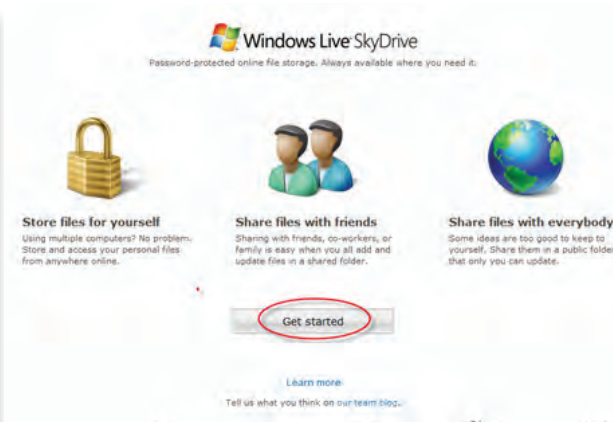 Windows Live SkyDrive
Password-protected online file storage. Always available where you need it.
Store files for yourself
Using multiple computers? No problem.
Store and access your personal files
from anywhere online.
Share files with friends
Sharing with friends, co-workers, or
family is easy when you all add and
update files in a shared folder.
Share files with everybody
Some ideas are too good to keep to
yourself. Share them in a public folder
that only you can update.
Get started
Learn more
Tell us what you think on our team blog.